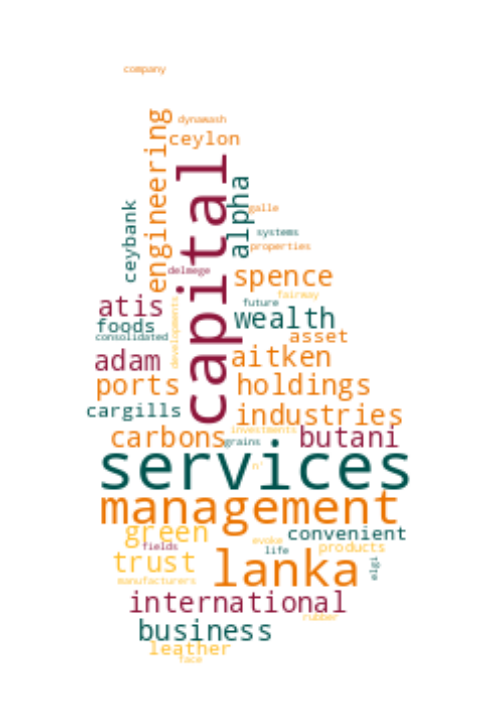 company
dynawash
engineering
ceylon
capital
alpha
ceybank
galle
systems
properties
delmege
spence
fairway
future
atis
developments
foods
wealth
consolidated
asset
adam
aitken
ports
holdings
cargills
industries
investments
carbons
grains
butani
services
n'
management
green
convenient
evoke
fields
life
products
trust
lanka
elgi
manufacturers
international
rubber
business
leather
face